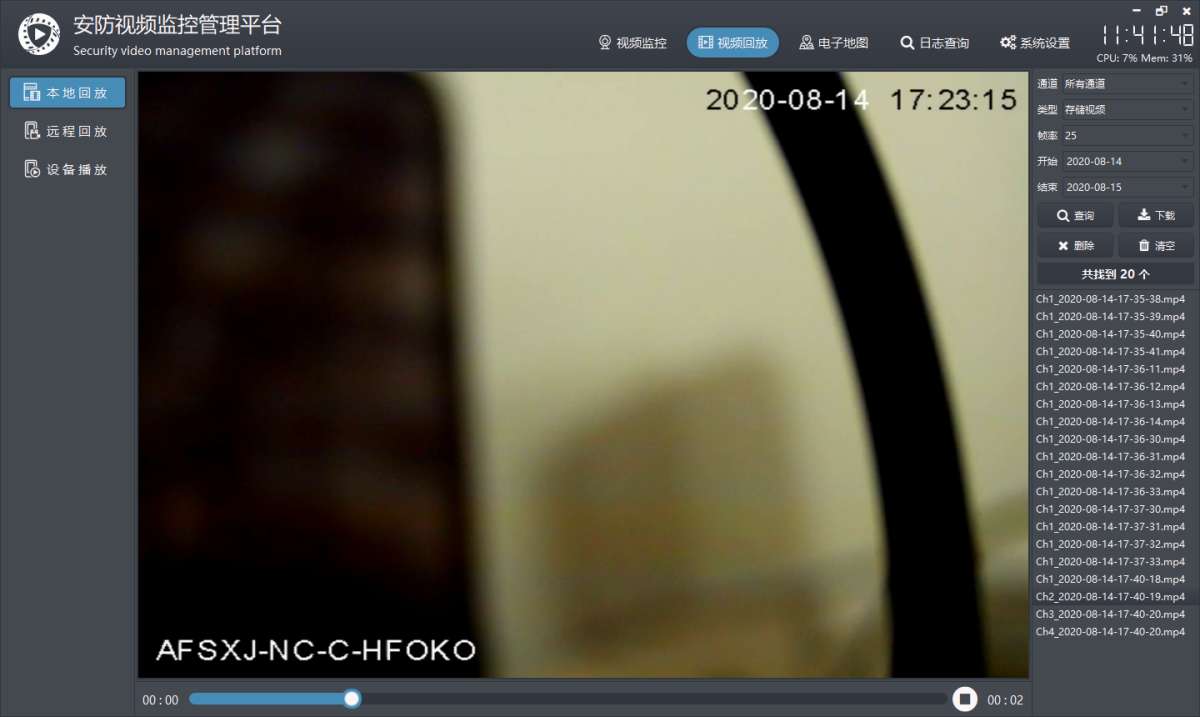 安防视频监控管理平台
Security video management platform
视频监控
视频回放
电子地图
日志查询
系统设置
11:41:48
CPU: 7% Mem: 31%
本地回放
远程回放
设备播放
2020-08-14 17:23:15
AFSXJ-NC-C-HFOKO
00:00
00:02
通道 所有通道
类型 存储视频
帧率 25
开始 2020-08-14
结束 2020-08-15
查询
下载
删除
清空
共找到 20 个
Ch1_2020-08-14-17-35-38.mp4
Ch1_2020-08-14-17-35-39.mp4
Ch1_2020-08-14-17-35-40.mp4
Ch1_2020-08-14-17-35-41.mp4
Ch1_2020-08-14-17-36-11.mp4
Ch1_2020-08-14-17-36-12.mp4
Ch1_2020-08-14-17-36-13.mp4
Ch1_2020-08-14-17-36-14.mp4
Ch1_2020-08-14-17-36-30.mp4
Ch1_2020-08-14-17-36-31.mp4
Ch1_2020-08-14-17-36-32.mp4
Ch1_2020-08-14-17-36-33.mp4
Ch1_2020-08-14-17-37-30.mp4
Ch1_2020-08-14-17-37-31.mp4
Ch1_2020-08-14-17-37-32.mp4
Ch1_2020-08-14-17-37-33.mp4
Ch1_2020-08-14-17-40-18.mp4
Ch2_2020-08-14-17-40-19.mp4
Ch3_2020-08-14-17-40-20.mp4
Ch4_2020-08-14-17-40-20.mp4